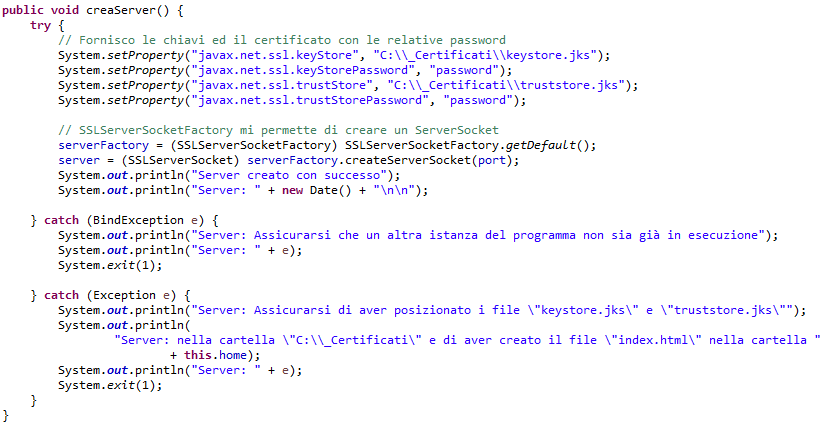 public void creaServer() {
    try {
        // Fornisco le chiavi ed il certificato con le relative password
        System.setProperty("javax.net.ssl.keyStore", "C:\\_Certificati\\keystore.jks");
        System.setProperty("javax.net.ssl.keyStorePassword", "password");
        System.setProperty("javax.net.ssl.trustStore", "C:\\_Certificati\\truststore.jks");
        System.setProperty("javax.net.ssl.trustStorePassword", "password");

        // SSLServerSocketFactory mi permette di creare un ServerSocket
        serverFactory = (SSLServerSocketFactory) SSLServerSocketFactory.getDefault();
        server = (SSLServerSocket) serverFactory.createServerSocket(port);
        System.out.println("Server creato con successo");
        System.out.println("Server: " + new Date() + "\n\n");

    } catch (BindException e) {
        System.out.println("Server: Assicurarsi che un altra istanza del programma non sia già in esecuzione");
        System.out.println("Server: " + e);
        System.exit(1);

    } catch (Exception e) {
        System.out.println("Server: Assicurarsi di aver posizionato i file \"keystore.jks\" e \"truststore.jks\"");
        System.out.println(
                "Server: nella cartella \"C:\\_Certificati\" e di aver creato il file \"index.html\" nella cartella "
                        + this.home);
        System.out.println("Server: " + e);
        System.exit(1);
    }
}